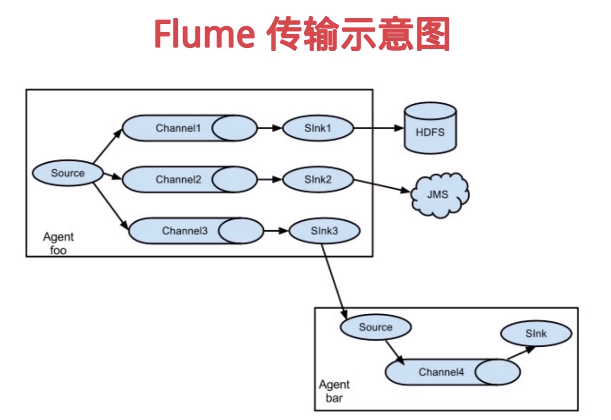 Flume 传输示意图
Channel1
SInk1
HDFS
Source
Channel2
SInk2
JMS
Channel3
SInk3
Agent
foo
Source
SInk
Channel4
Agent
bar